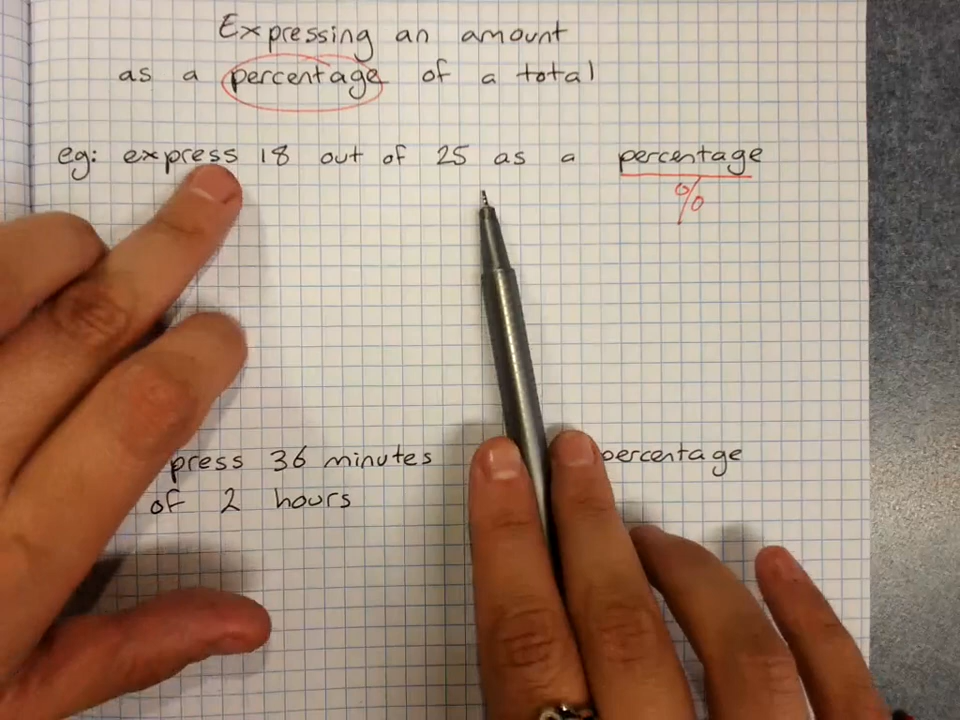 Expressing an amount
as a percentage of a total
eg: express 18 out of 25 as a percentage
%
press 36 minutes percentage
of 2 hours